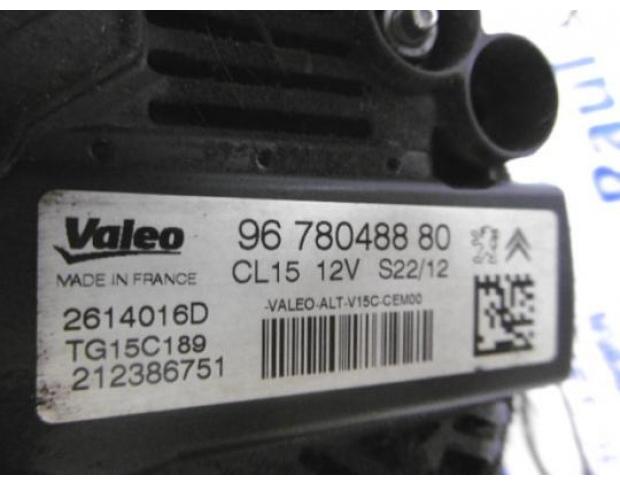 Valeo 96 780488 80
MADE IN FRANCE CL15 12V S22/12
2614016D -VALEO-ALT-V15C-CEM00
TG15C189
212386751